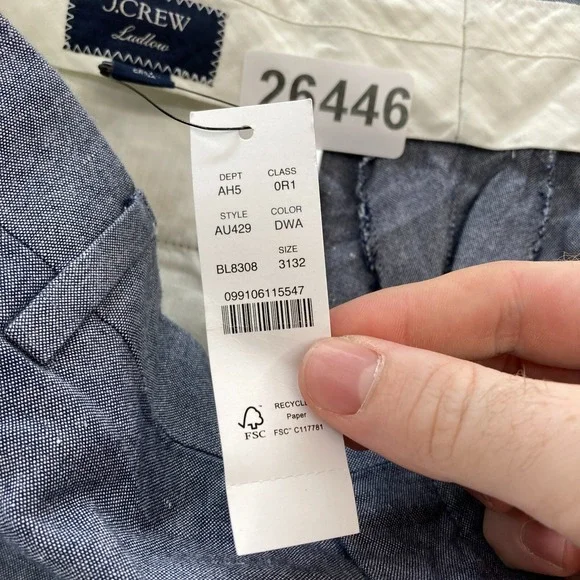 J.CREW
Ludlow
26446
DEPT CLASS
AH5 0R1
STYLE COLOR
AU429 DWA
SIZE
BL8308 3132
099106115547
RECYCL
Paper
FSC
FSC™ C117781